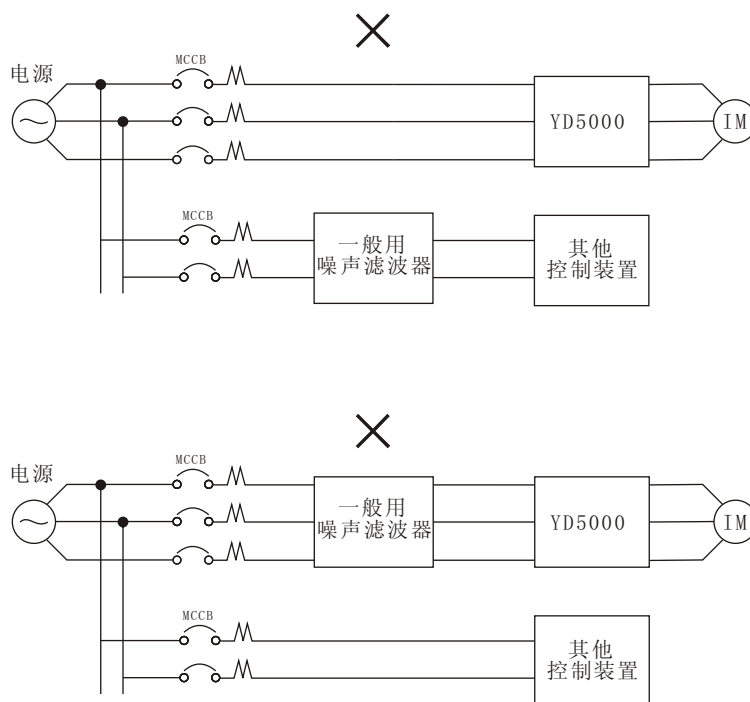 电源
MCCB
YD5000
IM
MCCB
一般用
噪声滤波器
其他
控制装置
电源
MCCB
一般用
噪声滤波器
YD5000
IM
MCCB
其他
控制装置